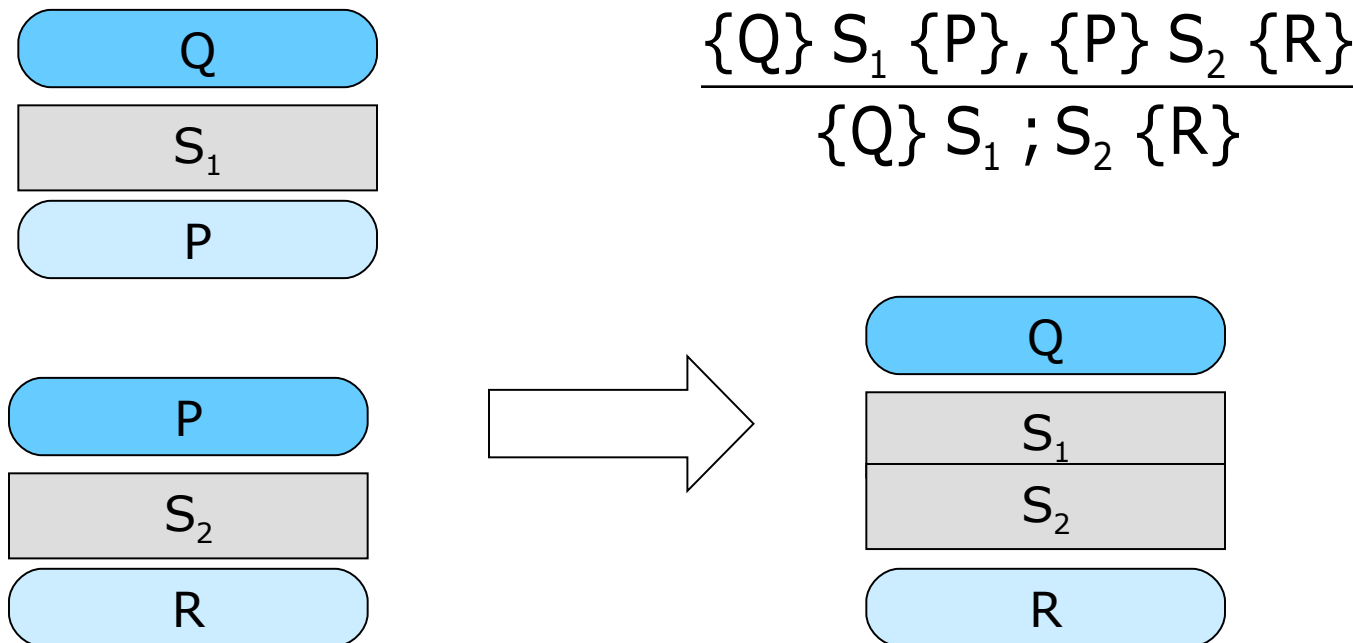 Q
S₁
P
P
S₂
R
{Q} S₁ {P}, {P} S₂ {R}
{Q} S₁ ; S₂ {R}
Q
S₁
S₂
R